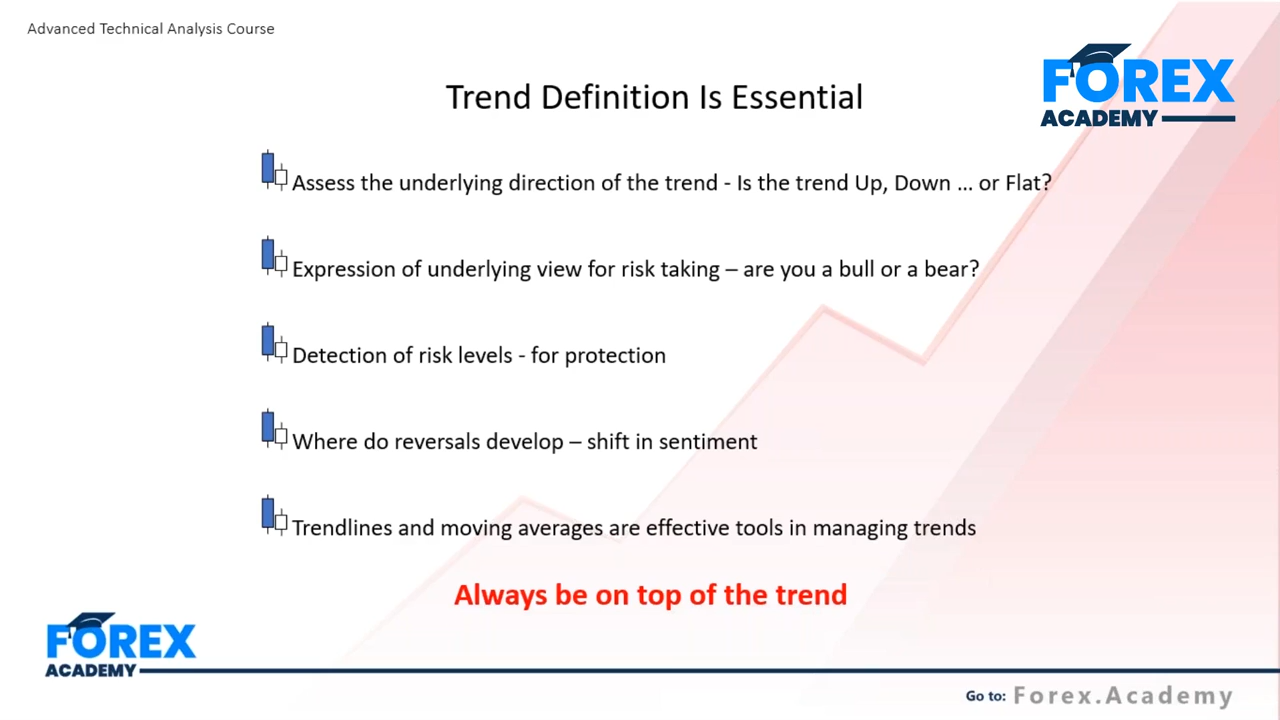 Advanced Technical Analysis Course
FOREX
ACADEMY
Trend Definition Is Essential
Assess the underlying direction of the trend - Is the trend Up, Down ... or Flat?
Expression of underlying view for risk taking – are you a bull or a bear?
Detection of risk levels - for protection
Where do reversals develop – shift in sentiment
Trendlines and moving averages are effective tools in managing trends
Always be on top of the trend
FOREX
ACADEMY
Go to: Forex.Academy